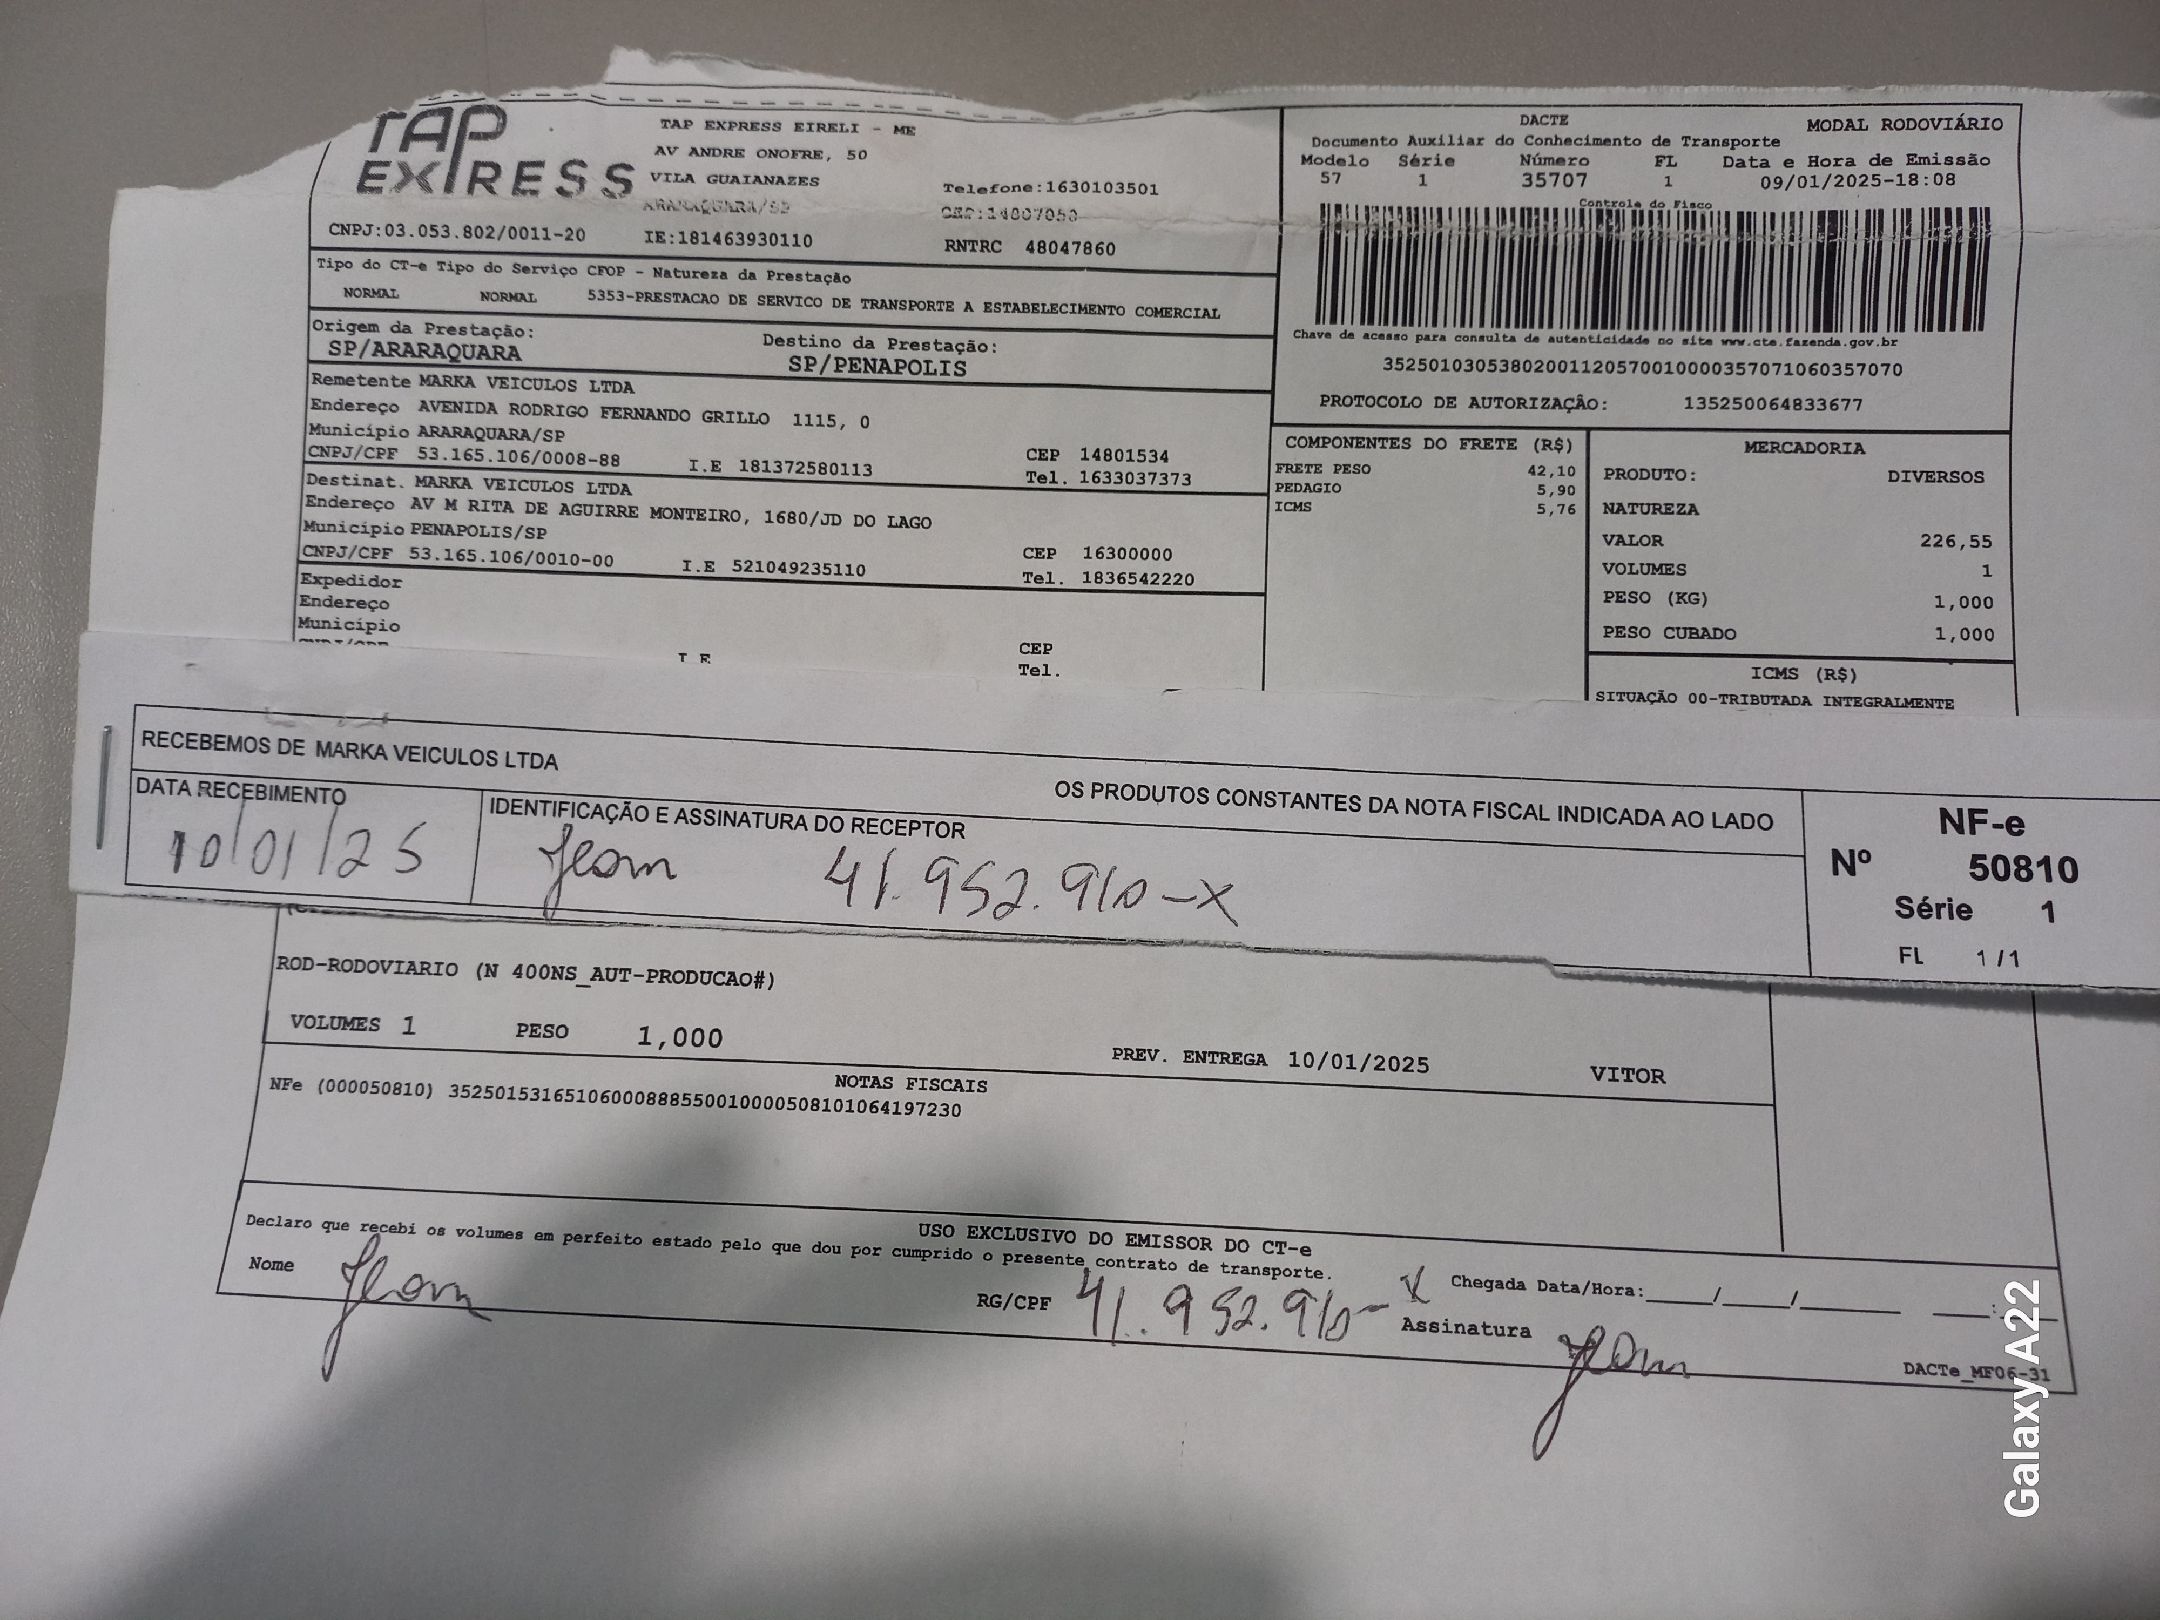 TAP EXPRESS
TAP EXPRESS EIRELI - ME
AV ANDRE ONOFRE, 50
VILA GUAIANAZES
ARARAQUARA/SP
Telefone:1630103501
CEP:14807050
CNPJ:03.053.802/0011-20 IE:181463930110 RNTRC 48047860
DACTE
MODAL RODOVIÁRIO
Documento Auxiliar do Conhecimento de Transporte
Modelo Série Número FL Data e Hora de Emissão
57 1 35707 1 09/01/2025-18:08
Controle do Fisco
Chave de acesso para consulta de autenticidade no site www.cte.fazenda.gov.br
35250103053802001120570010000357071060357070
PROTOCOLO DE AUTORIZAÇÃO: 135250064833677
Tipo do CT-e Tipo do Serviço CFOP - Natureza da Prestação
NORMAL NORMAL 5353-PRESTACAO DE SERVICO DE TRANSPORTE A ESTABELECIMENTO COMERCIAL
Origem da Prestação: Destino da Prestação:
SP/ARARAQUARA SP/PENAPOLIS
Remetente MARKA VEICULOS LTDA
Endereço AVENIDA RODRIGO FERNANDO GRILLO 1115, 0
Município ARARAQUARA/SP CEP 14801534
CNPJ/CPF 53.165.106/0008-88 I.E 181372580113 Tel. 1633037373
Destinat. MARKA VEICULOS LTDA
Endereço AV M RITA DE AGUIRRE MONTEIRO, 1680/JD DO LAGO
Município PENAPOLIS/SP CEP 16300000
CNPJ/CPF 53.165.106/0010-00 I.E 521049235110 Tel. 1836542220
Expedidor
Endereço
Município CEP
CNPJ/CPF I E Tel.
COMPONENTES DO FRETE (R$)
FRETE PESO 42,10
PEDAGIO 5,90
ICMS 5,76
MERCADORIA
PRODUTO: DIVERSOS
NATUREZA
VALOR 226,55
VOLUMES 1
PESO (KG) 1,000
PESO CUBADO 1,000
ICMS (R$)
SITUAÇÃO 00-TRIBUTADA INTEGRALMENTE
RECEBEMOS DE MARKA VEICULOS LTDA
OS PRODUTOS CONSTANTES DA NOTA FISCAL INDICADA AO LADO
DATA RECEBIMENTO IDENTIFICAÇÃO E ASSINATURA DO RECEPTOR
10/01/25 Jean 41.952.910-X
NF-e
Nº 50810
Série 1
FL 1/1
ROD-RODOVIARIO (N 400NS_AUT-PRODUCAO#)
VOLUMES 1 PESO 1,000 PREV. ENTREGA 10/01/2025 VITOR
NOTAS FISCAIS
NFe (000050810) 35250153165106000888550010000508101064197230
USO EXCLUSIVO DO EMISSOR DO CT-e
Declaro que recebi os volumes em perfeito estado pelo que dou por cumprido o presente contrato de transporte.
Nome Jean RG/CPF 41.952.910-X Chegada Data/Hora:____/____/______ ____:____
Assinatura Jean
DACTe_MF06-31
Galaxy A22